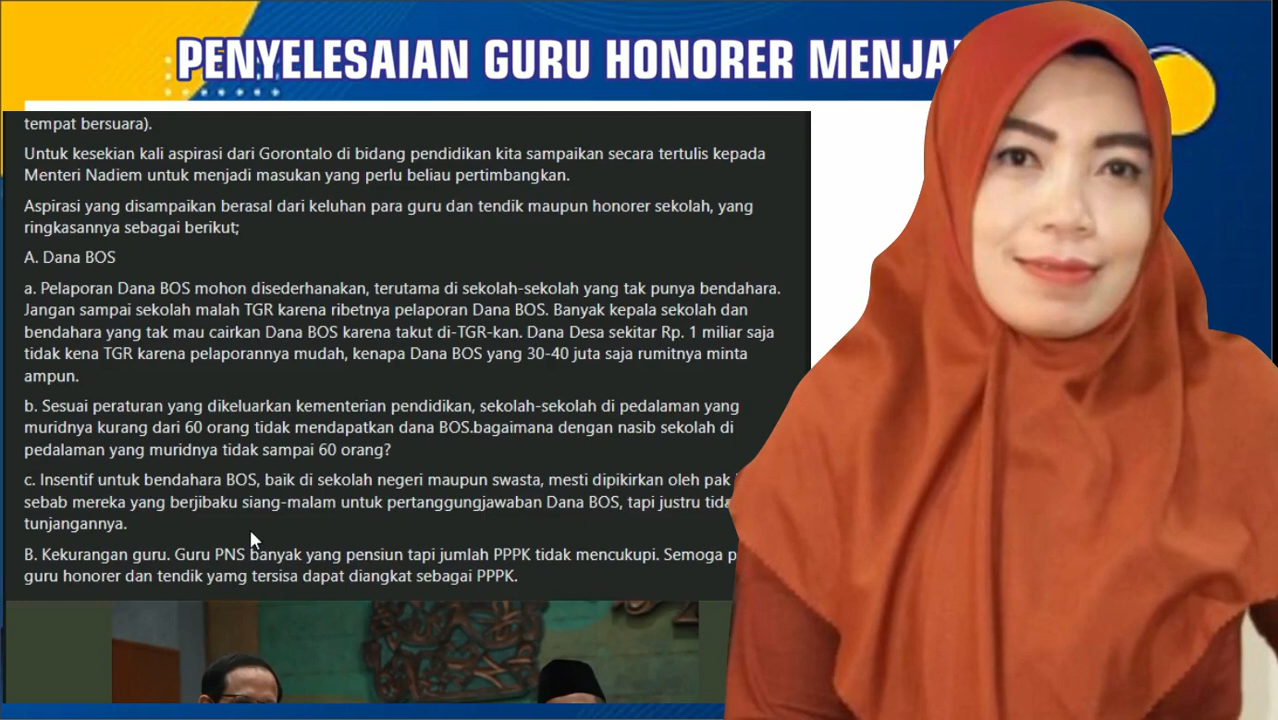 PENYELESAIAN GURU HONORER
tempat bersuara).
Untuk kesekian kali aspirasi dari Gorontalo di bidang pendidikan kita sampaikan secara tertulis kepada
Menteri Nadiem untuk menjadi masukan yang perlu beliau pertimbangkan.
Aspirasi yang disampaikan berasal dari keluhan para guru dan tendik maupun honorer sekolah, yang
ringkasannya sebagai berikut;
A. Dana BOS
a. Pelaporan Dana BOS mohon disederhanakan, terutama di sekolah-sekolah yang tak punya bendahara.
Jangan sampai sekolah malah TGR karena ribetnya pelaporan Dana BOS. Banyak kepala sekolah dan
bendahara yang tak mau cairkan Dana BOS karena takut di-TGR-kan. Dana Desa sekitar Rp. 1 miliar saja
tidak kena TGR karena pelaporannya mudah, kenapa Dana BOS yang 30-40 juta saja rumitnya minta
ampun.
b. Sesuai peraturan yang dikeluarkan kementerian pendidikan, sekolah-sekolah di pedalaman yang
muridnya kurang dari 60 orang tidak mendapatkan dana BOS.bagaimana dengan nasib sekolah di
pedalaman yang muridnya tidak sampai 60 orang?
c. Insentif untuk bendahara BOS, baik di sekolah negeri maupun swasta, mesti dipikirkan oleh pak
sebab mereka yang berjibaku siang-malam untuk pertanggungjawaban Dana BOS, tapi justru
tunjangannya.
B. Kekurangan guru. Guru PNS banyak yang pensiun tapi jumlah PPPK tidak mencukupi. Semoga
guru honorer dan tendik yamg tersisa dapat diangkat sebagai PPPK.